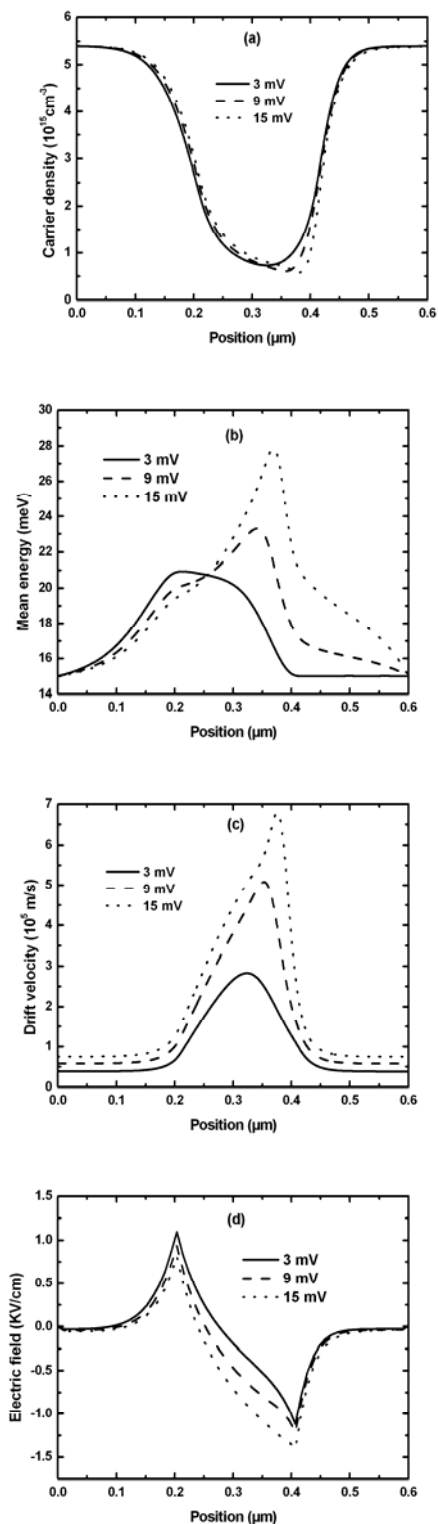 (a)
3 mV
9 mV
15 mV
Carrier density (10¹⁵cm⁻³)
6
5
4
3
2
1
0
0.0 0.1 0.2 0.3 0.4 0.5 0.6
Position (µm)
(b)
3 mV
9 mV
15 mV
Mean energy (meV)
30
28
26
24
22
20
18
16
14
0.0 0.1 0.2 0.3 0.4 0.5 0.6
Position (µm)
(c)
3 mV
9 mV
15 mV
Drift velocity (10⁵ m/s)
7
6
5
4
3
2
1
0
0.0 0.1 0.2 0.3 0.4 0.5 0.6
Position (µm)
(d)
3 mV
9 mV
15 mV
Electric field (KV/cm)
1.5
1.0
0.5
0.0
-0.5
-1.0
-1.5
0.0 0.1 0.2 0.3 0.4 0.5 0.6
Position (µm)